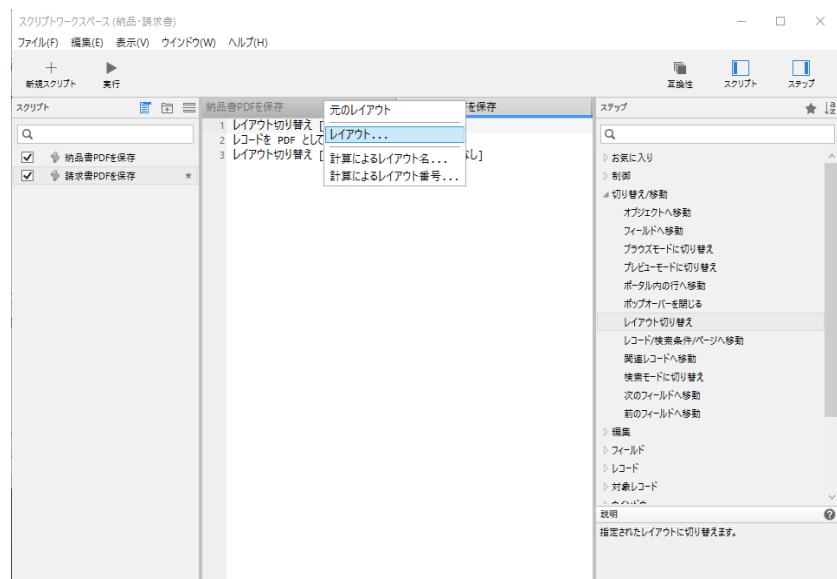 スクリプトワークスペース (納品・請求書)
ファイル(F) 編集(E) 表示(V) ウインドウ(W) ヘルプ(H)
新規スクリプト 実行 互換性 スクリプト ステップ
スクリプト
納品書PDFを保存
請求書PDFを保存 *
納品書PDFを保存 を保存
1 レイアウト切り替え [
2 レコードを PDF として
3 レイアウト切り替え [ し]
元のレイアウト
レイアウト...
計算によるレイアウト名...
計算によるレイアウト番号...
ステップ
お気に入り
制御
切り替え/移動
オブジェクトへ移動
フィールドへ移動
ブラウズモードに切り替え
プレビューモードに切り替え
ポータル内の行へ移動
ポップオーバーを閉じる
レイアウト切り替え
レコード/検索条件/ページへ移動
関連レコードへ移動
検索モードに切り替え
次のフィールドへ移動
前のフィールドへ移動
編集
フィールド
レコード
対象レコード
説明
指定されたレイアウトに切り替えます。